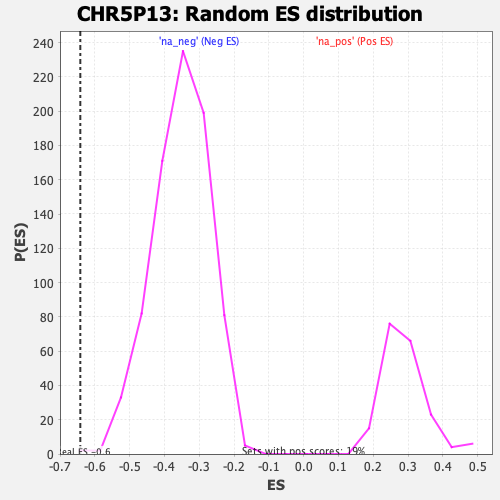 CHR5P13: Random ES distribution
'na_neg' (Neg ES) 'na_pos' (Pos ES)
240
220
200
180
160
140
120
100
80
60
40
20
0
P(ES)
ES -0.6
Sets with pos scores: 19%
-0.7 -0.6 -0.5 -0.4 -0.3 -0.2 -0.1 0.0 0.1 0.2 0.3 0.4 0.5
ES